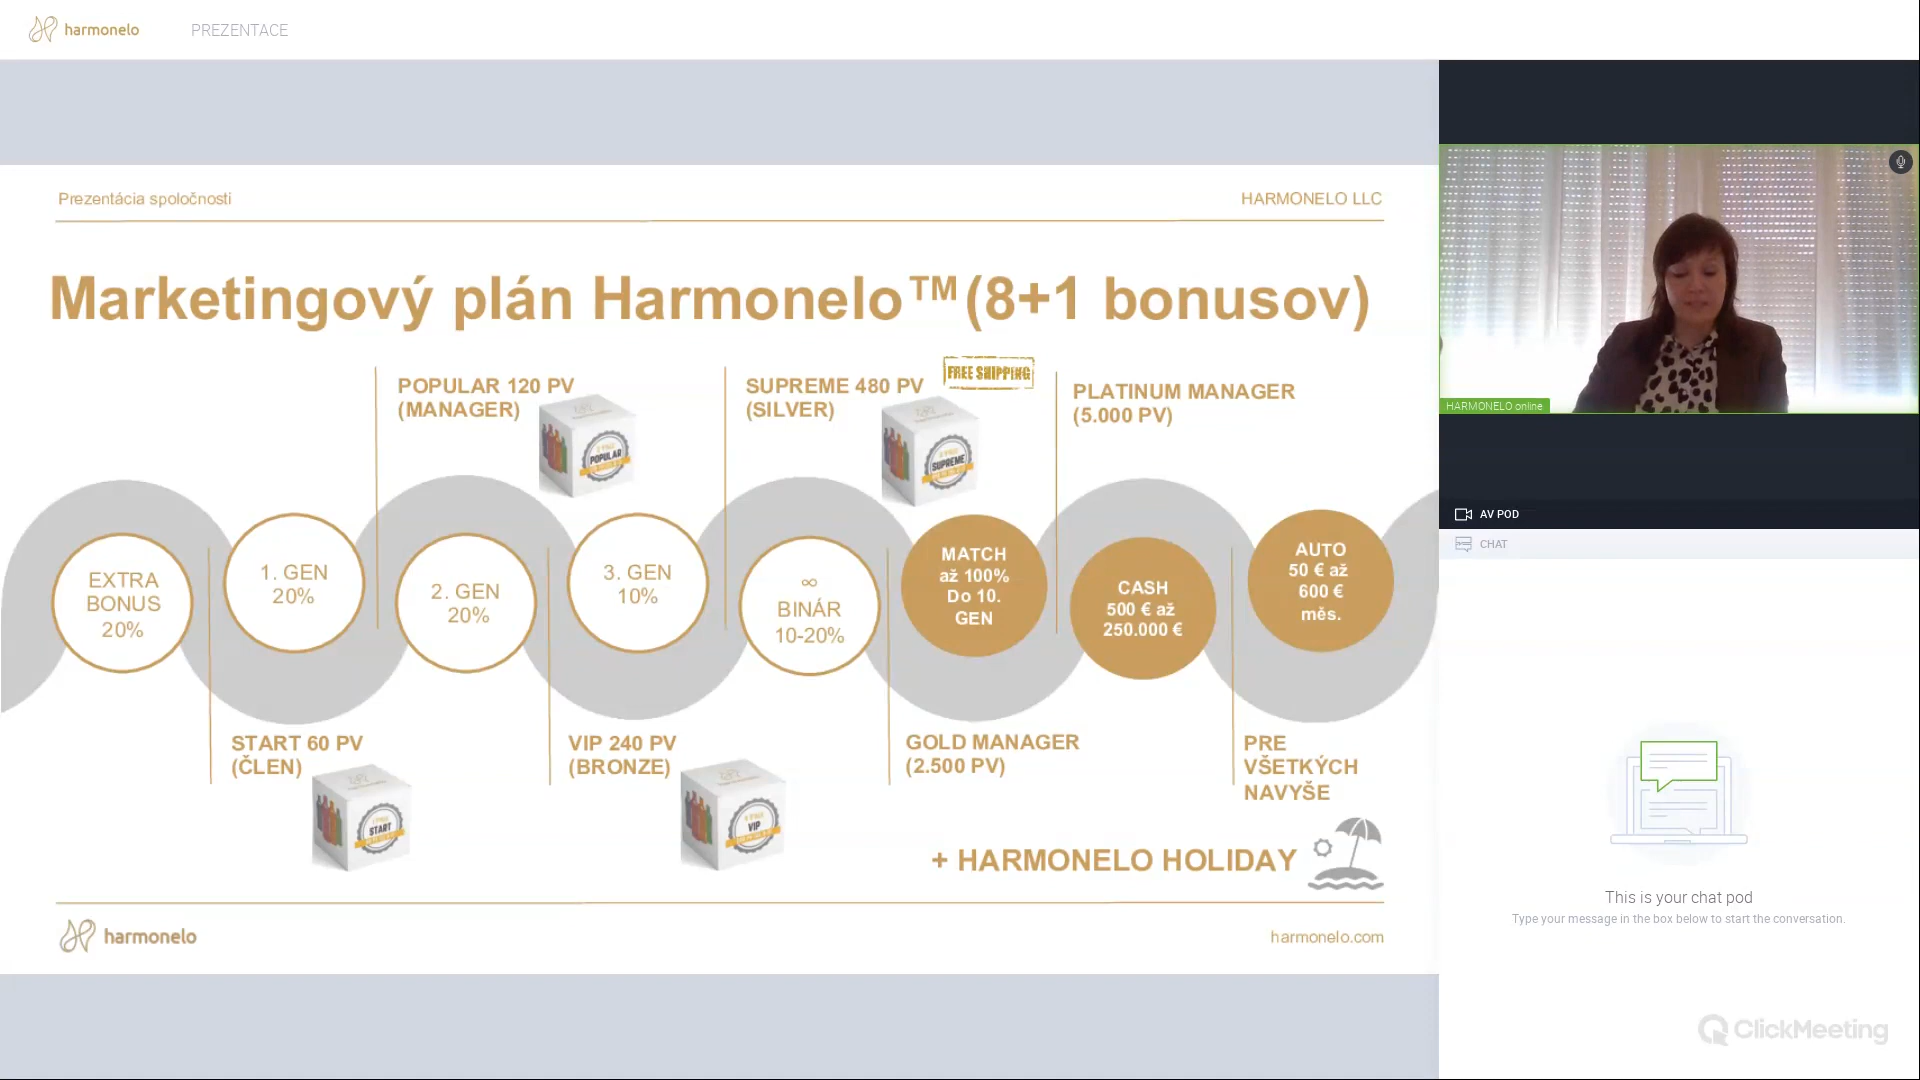 harmonelo
PREZENTACE
Prezentácia spoločnosti
HARMONELO LLC
Marketingový plán Harmonelo™(8+1 bonusov)
POPULAR 120 PV
(MANAGER)
POPULAR
SUPREME 480 PV
(SILVER)
FREE SHIPPING
SUPREME
PLATINUM MANAGER
(5.000 PV)
EXTRA
BONUS
20%
1. GEN
20%
2. GEN
20%
3. GEN
10%
∞
BINÁR
10-20%
MATCH
až 100%
Do 10.
GEN
CASH
500 € až
250.000 €
AUTO
50 € až
600 €
měs.
START 60 PV
(ČLEN)
START
VIP 240 PV
(BRONZE)
VIP
GOLD MANAGER
(2.500 PV)
PRE
VŠETKÝCH
NAVYŠE
+ HARMONELO HOLIDAY
harmonelo
harmonelo.com
HARMONELO online
AV POD
CHAT
This is your chat pod
Type your message in the box below to start the conversation.
ClickMeeting